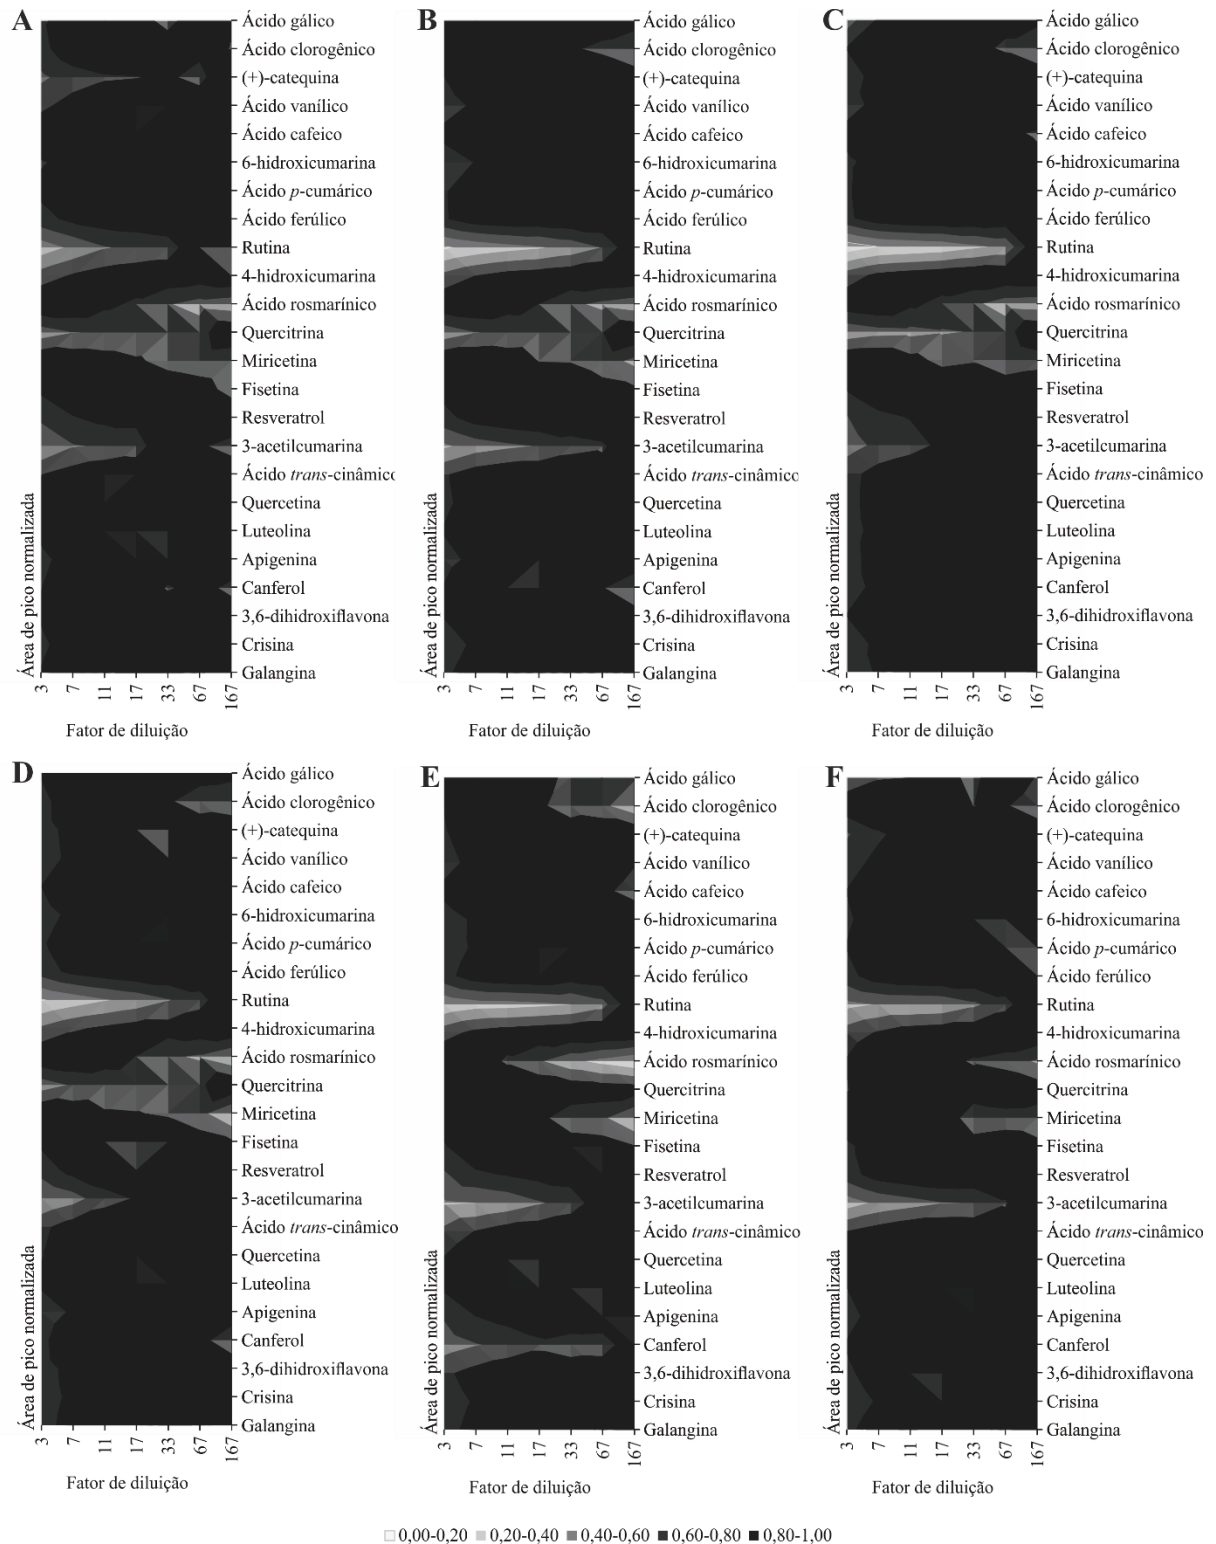 A
Ácido gálico
Ácido clorogênico
(+)-catequina
Ácido vanílico
Ácido cafeico
6-hidroxicumarina
Ácido p-cumárico
Ácido ferúlico
Rutina
4-hidroxicumarina
Ácido rosmarínico
Quercitrina
Miricetina
Fisetina
Resveratrol
3-acetilcumarina
Ácido trans-cinâmico
Quercetina
Luteolina
Apigenina
Canferol
3,6-dihidroxiflavona
Crisina
Galangina
Área de pico normalizada
3 7 11 17 33 67 167
Fator de diluição
B
Ácido gálico
Ácido clorogênico
(+)-catequina
Ácido vanílico
Ácido cafeico
6-hidroxicumarina
Ácido p-cumárico
Ácido ferúlico
Rutina
4-hidroxicumarina
Ácido rosmarínico
Quercitrina
Miricetina
Fisetina
Resveratrol
3-acetilcumarina
Ácido trans-cinâmico
Quercetina
Luteolina
Apigenina
Canferol
3,6-dihidroxiflavona
Crisina
Galangina
Área de pico normalizada
3 7 11 17 33 67 167
Fator de diluição
C
Ácido gálico
Ácido clorogênico
(+)-catequina
Ácido vanílico
Ácido cafeico
6-hidroxicumarina
Ácido p-cumárico
Ácido ferúlico
Rutina
4-hidroxicumarina
Ácido rosmarínico
Quercitrina
Miricetina
Fisetina
Resveratrol
3-acetilcumarina
Ácido trans-cinâmico
Quercetina
Luteolina
Apigenina
Canferol
3,6-dihidroxiflavona
Crisina
Galangina
Área de pico normalizada
3 7 11 17 33 67 167
Fator de diluição
D
Ácido gálico
Ácido clorogênico
(+)-catequina
Ácido vanílico
Ácido cafeico
6-hidroxicumarina
Ácido p-cumárico
Ácido ferúlico
Rutina
4-hidroxicumarina
Ácido rosmarínico
Quercitrina
Miricetina
Fisetina
Resveratrol
3-acetilcumarina
Ácido trans-cinâmico
Quercetina
Luteolina
Apigenina
Canferol
3,6-dihidroxiflavona
Crisina
Galangina
Área de pico normalizada
3 7 11 17 33 67 167
Fator de diluição
E
Ácido gálico
Ácido clorogênico
(+)-catequina
Ácido vanílico
Ácido cafeico
6-hidroxicumarina
Ácido p-cumárico
Ácido ferúlico
Rutina
4-hidroxicumarina
Ácido rosmarínico
Quercitrina
Miricetina
Fisetina
Resveratrol
3-acetilcumarina
Ácido trans-cinâmico
Quercetina
Luteolina
Apigenina
Canferol
3,6-dihidroxiflavona
Crisina
Galangina
Área de pico normalizada
3 7 11 17 33 67 167
Fator de diluição
F
Ácido gálico
Ácido clorogênico
(+)-catequina
Ácido vanílico
Ácido cafeico
6-hidroxicumarina
Ácido p-cumárico
Ácido ferúlico
Rutina
4-hidroxicumarina
Ácido rosmarínico
Quercitrina
Miricetina
Fisetina
Resveratrol
3-acetilcumarina
Ácido trans-cinâmico
Quercetina
Luteolina
Apigenina
Canferol
3,6-dihidroxiflavona
Crisina
Galangina
Área de pico normalizada
3 7 11 17 33 67 167
Fator de diluição
0,00-0,20 0,20-0,40 0,40-0,60 0,60-0,80 0,80-1,00